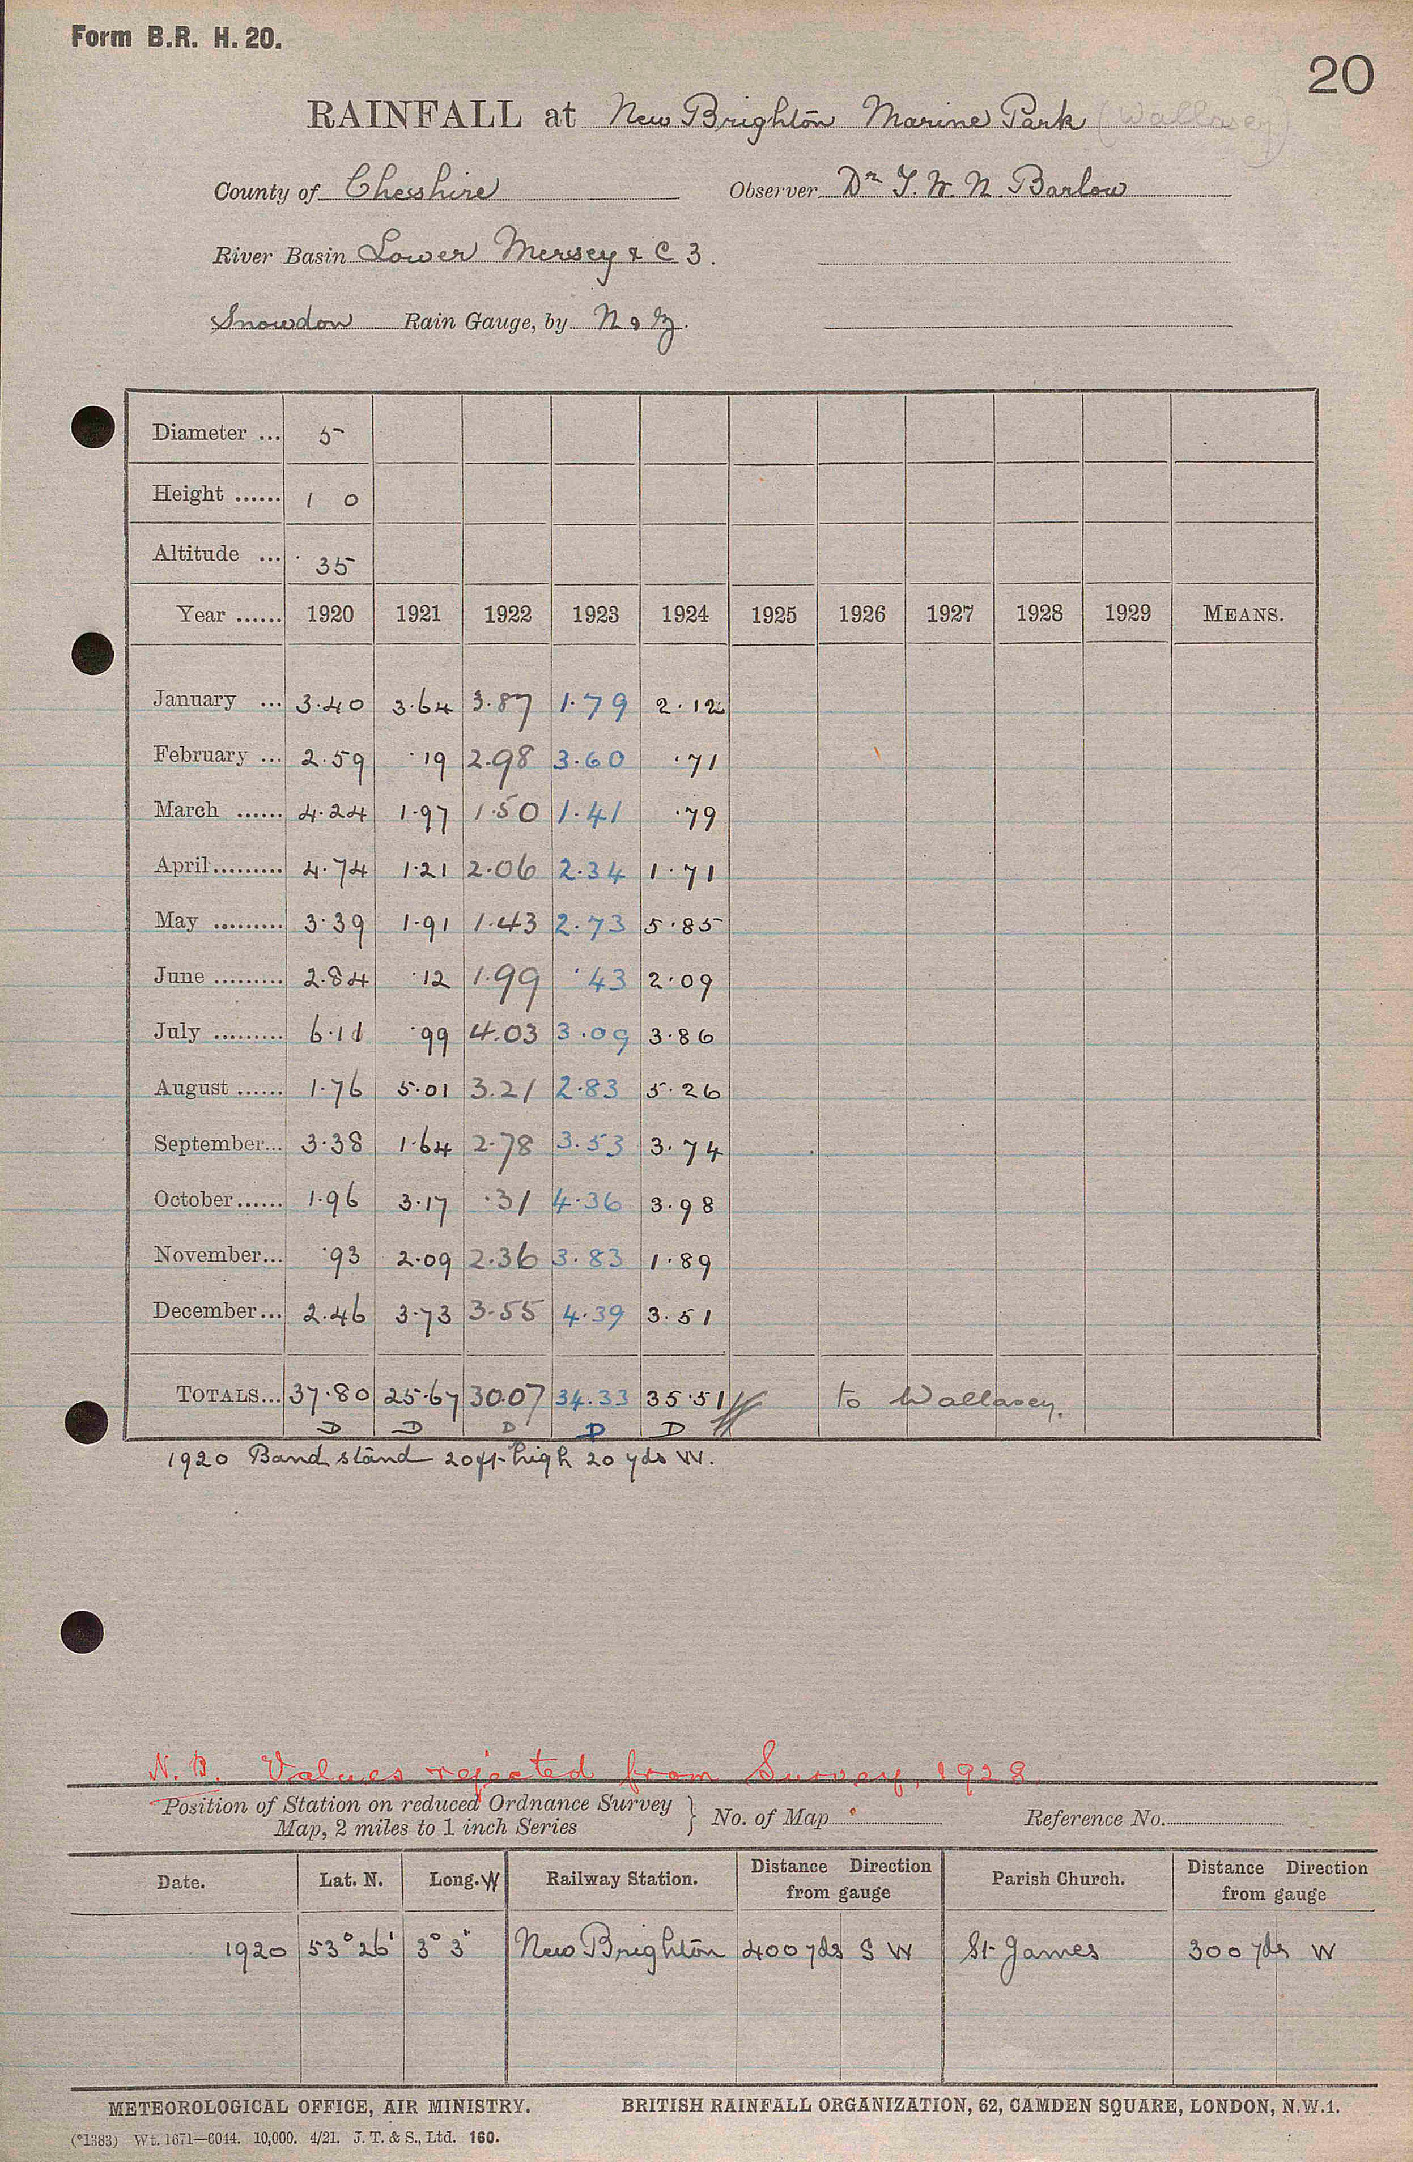 Form B.R. H. 20.
20
RAINFALL at New Brighton Marine Park (Wallasey)
County of Chesshire Observer Dr T. W. N. Barlow
River Basin Lower Mersey & C 3.
Snowdon Rain Gauge, by N & Z.
Diameter ... 5
Height ...... 1 0
Altitude ... 35
Year ...... 1920 1921 1922 1923 1924 1925 1926 1927 1928 1929 MEANS.
January ... 3.40 3.64 3.87 1.79 2.12
February ... 2.59 .19 2.98 3.60 .71
March ...... 4.24 1.97 1.50 1.41 .79
April ......... 4.74 1.21 2.06 2.34 1.71
May ......... 3.39 1.91 1.43 2.73 5.85
June ......... 2.84 .12 1.99 .43 2.09
July ......... 6.11 .99 4.03 3.09 3.86
August ...... 1.76 5.01 3.21 2.83 5.26
September... 3.38 1.64 2.78 3.53 3.74
October...... 1.96 3.17 .31 4.36 3.98
November... .93 2.09 2.36 3.83 1.89
December... 2.46 3.73 3.55 4.39 3.51
TOTALS... 37.80 25.67 30.07 34.33 35.51 to Wallasey.
D D D D D
1920 Band stand 20ft high 20 yds W.
N.B. Values rejected from Survey, 1928
Position of Station on reduced Ordnance Survey
Map, 2 miles to 1 inch Series } No. of Map Reference No.
Date. Lat. N. Long. W Railway Station. Distance Direction from gauge Parish Church. Distance Direction from gauge
1920 53° 26' 3° 3" New Brighton 400 yds S W St James 300 yds W
METEOROLOGICAL OFFICE, AIR MINISTRY. BRITISH RAINFALL ORGANIZATION, 62, CAMDEN SQUARE, LONDON, N.W.1.
(*1383) Wt. 1671—6044. 10,000. 4/21. J. T. & S., Ltd. 160.